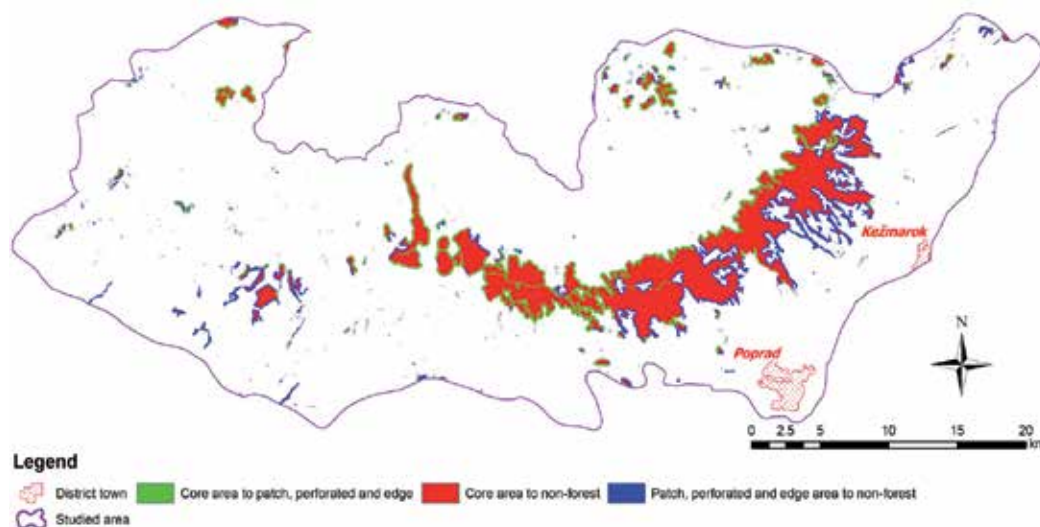 Kežmarok
Poprad
N
0 2.5 5 10 15 20
km
Legend
District town Core area to patch, perforated and edge Core area to non-forest Patch, perforated and edge area to non-forest
Studied area